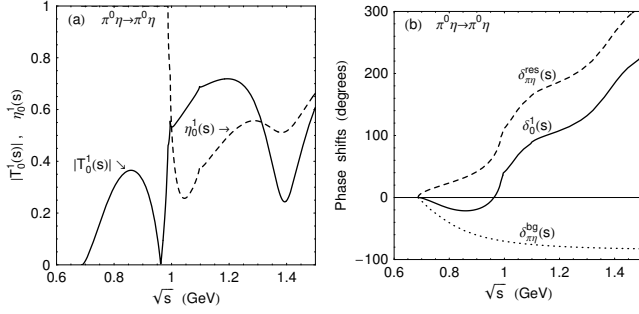 (a) π⁰η→π⁰η
|T₀¹(s)|, η₀¹(s)
1
0.8
0.6
0.4
0.2
0
η₀¹(s)→
|T₀¹(s)|
0.6 0.8 1 1.2 1.4
√s (GeV)
(b) π⁰η→π⁰η
Phase shifts (degrees)
300
200
100
0
−100
δ_πη^res(s)
δ₀¹(s)
δ_πη^bg(s)
0.6 0.8 1.0 1.2 1.4
√s (GeV)